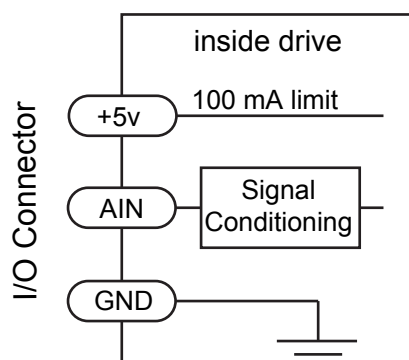 inside drive
I/O Connector
+5v
100 mA limit
AIN
Signal
Conditioning
GND